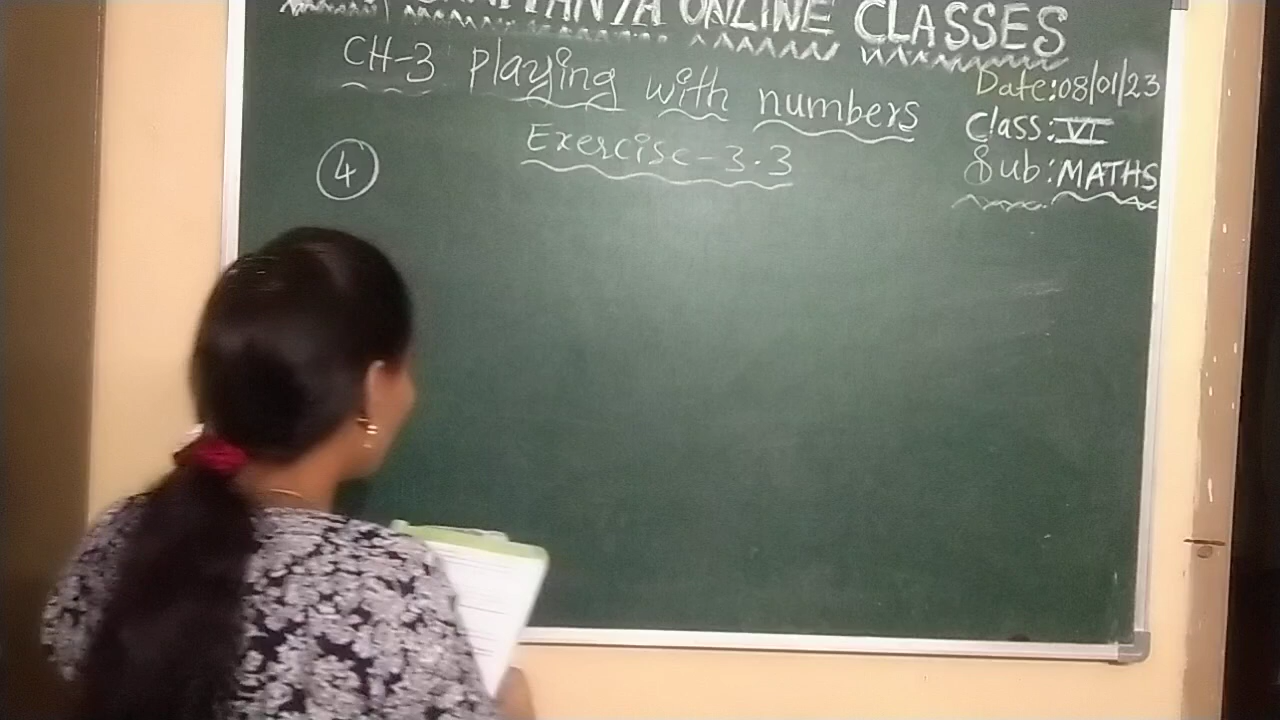 ONLINE CLASSES
CH-3 Playing with numbers
Date:08/01/23
Class:VI
Exercise-3.3
Sub:MATHS
4